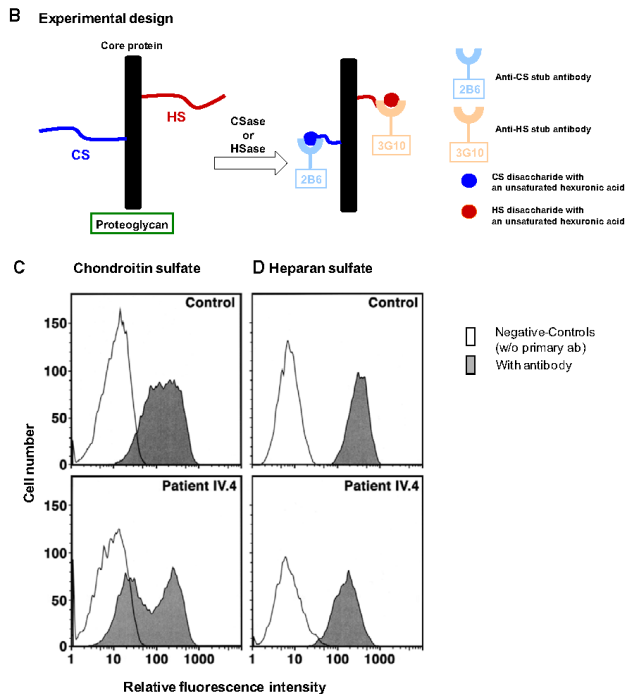 B Experimental design
Core protein
HS
CS
CSase
or
HSase
Proteoglycan
2B6
3G10
2B6
Anti-CS stub antibody
3G10
Anti-HS stub antibody
CS disaccharide with
an unsaturated hexuronic acid
HS disaccharide with
an unsaturated hexuronic acid
C Chondroitin sulfate
D Heparan sulfate
Control
Control
150
100
50
0
Patient IV.4
Patient IV.4
150
100
50
0
1 10 100 1000
1 10 100 1000
Cell number
Relative fluorescence intensity
Negative-Controls
(w/o primary ab)
With antibody